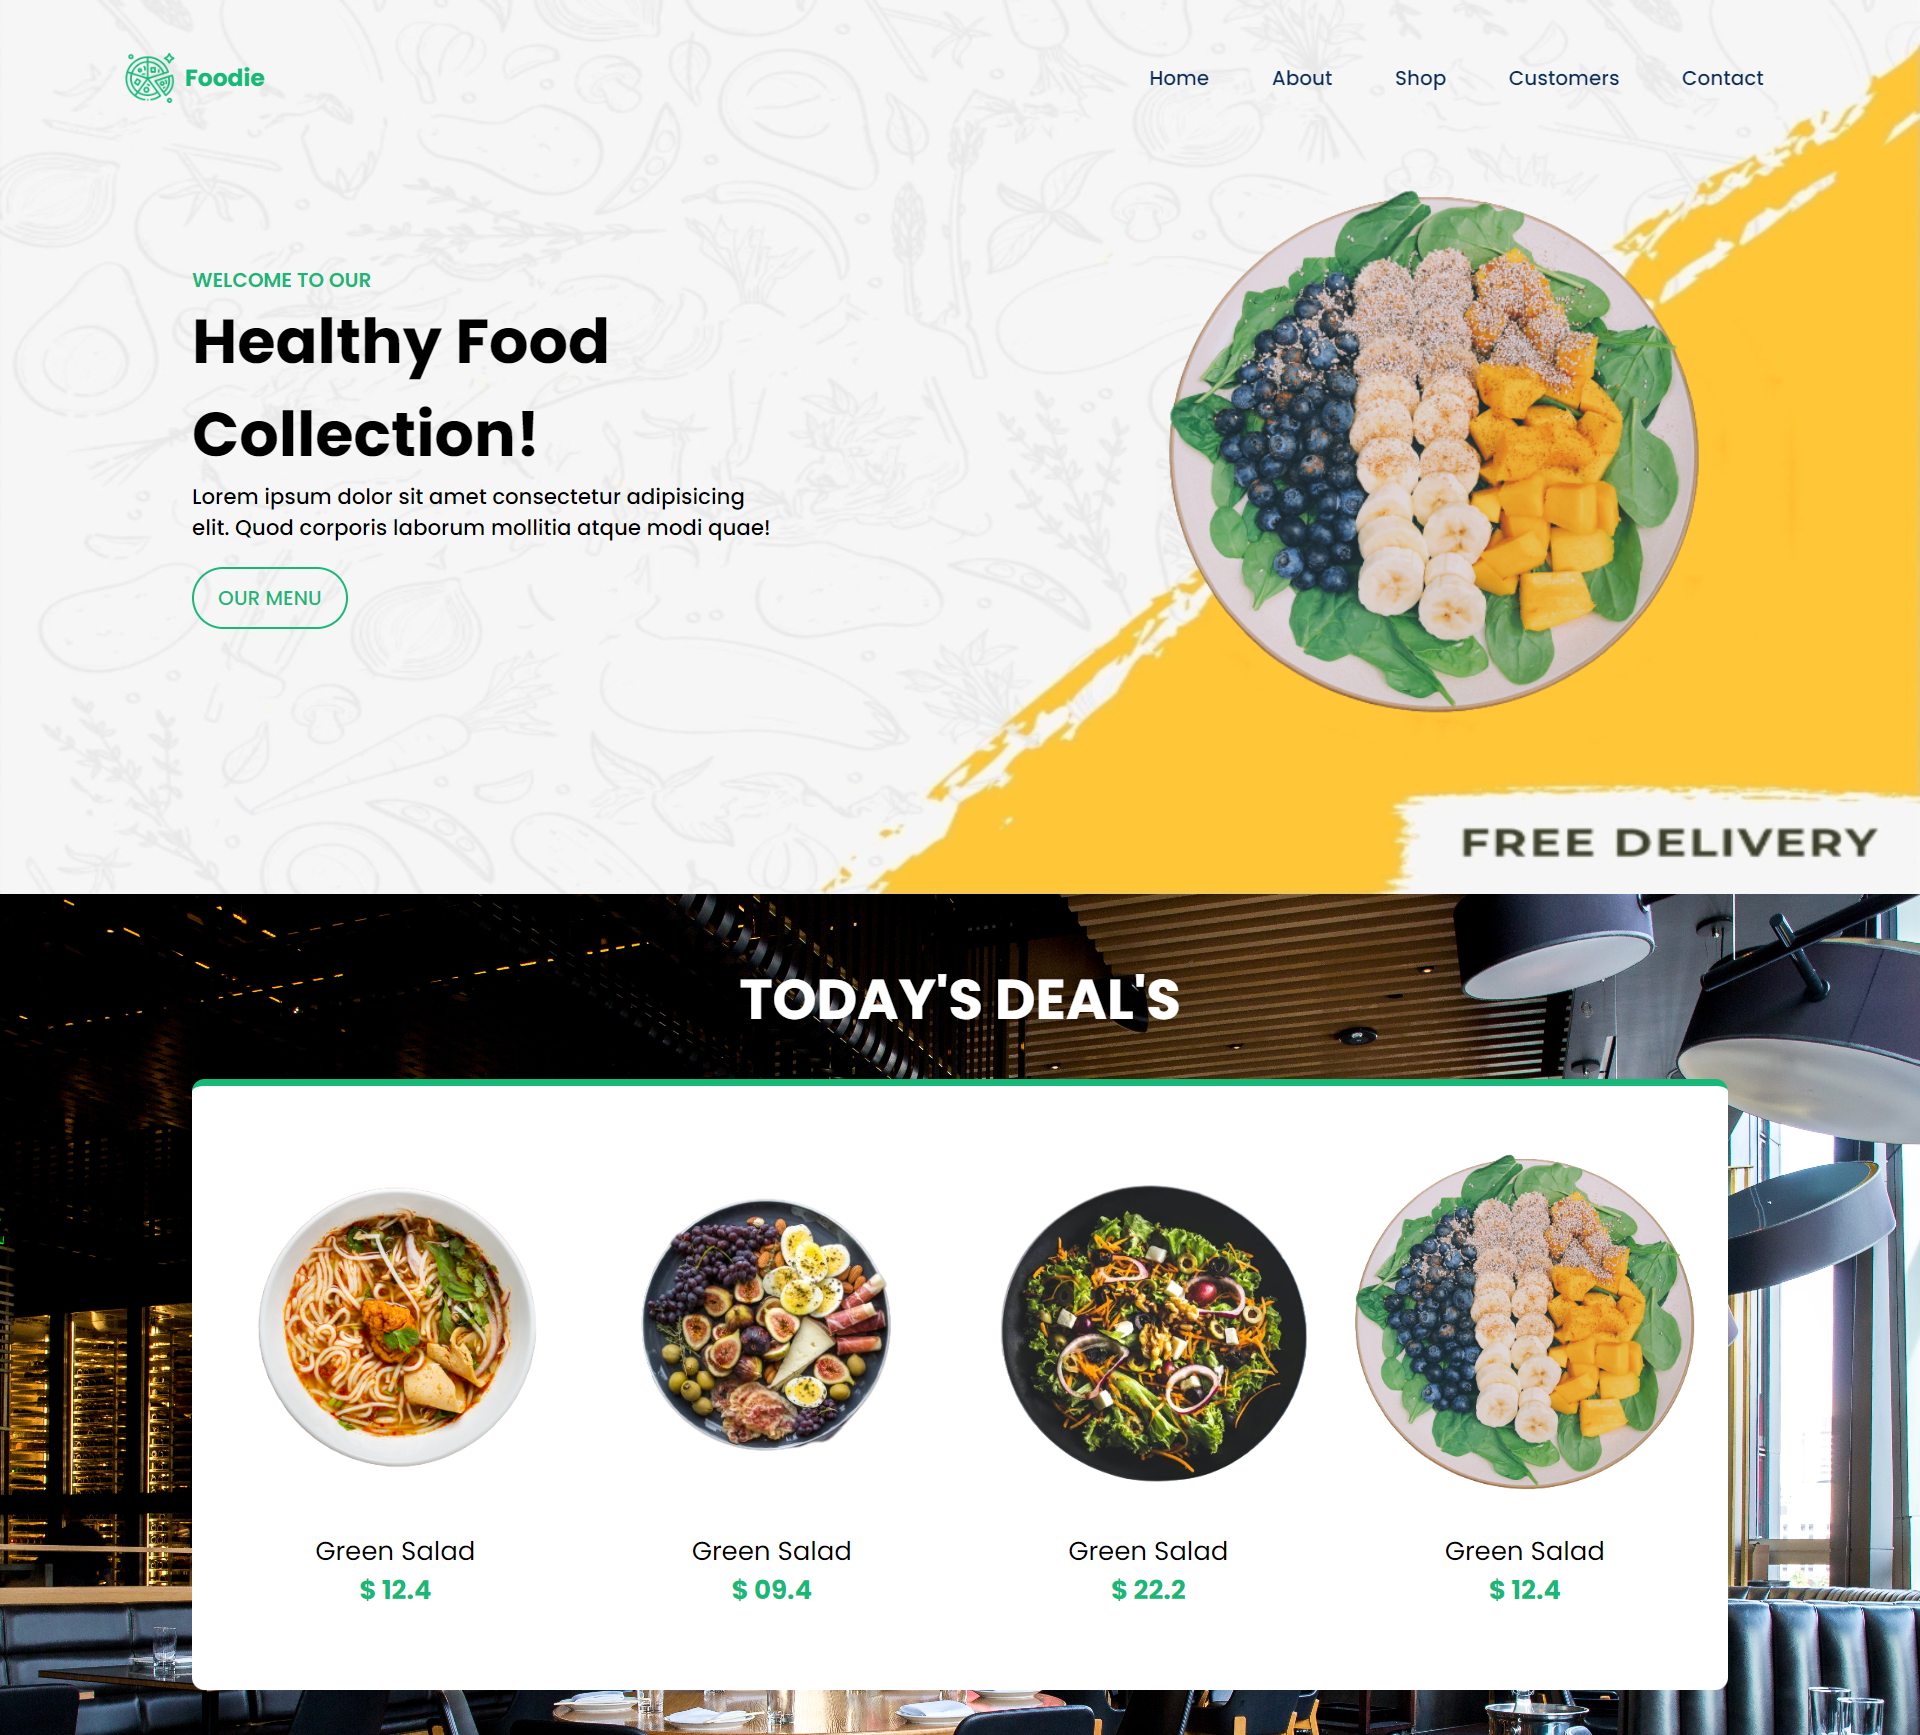 Foodie
Home About Shop Customers Contact
WELCOME TO OUR
Healthy Food
Collection!
Lorem ipsum dolor sit amet consectetur adipisicing
elit. Quod corporis laborum mollitia atque modi quae!
OUR MENU
FREE DELIVERY
TODAY'S DEAL'S
Green Salad
$ 12.4
Green Salad
$ 09.4
Green Salad
$ 22.2
Green Salad
$ 12.4